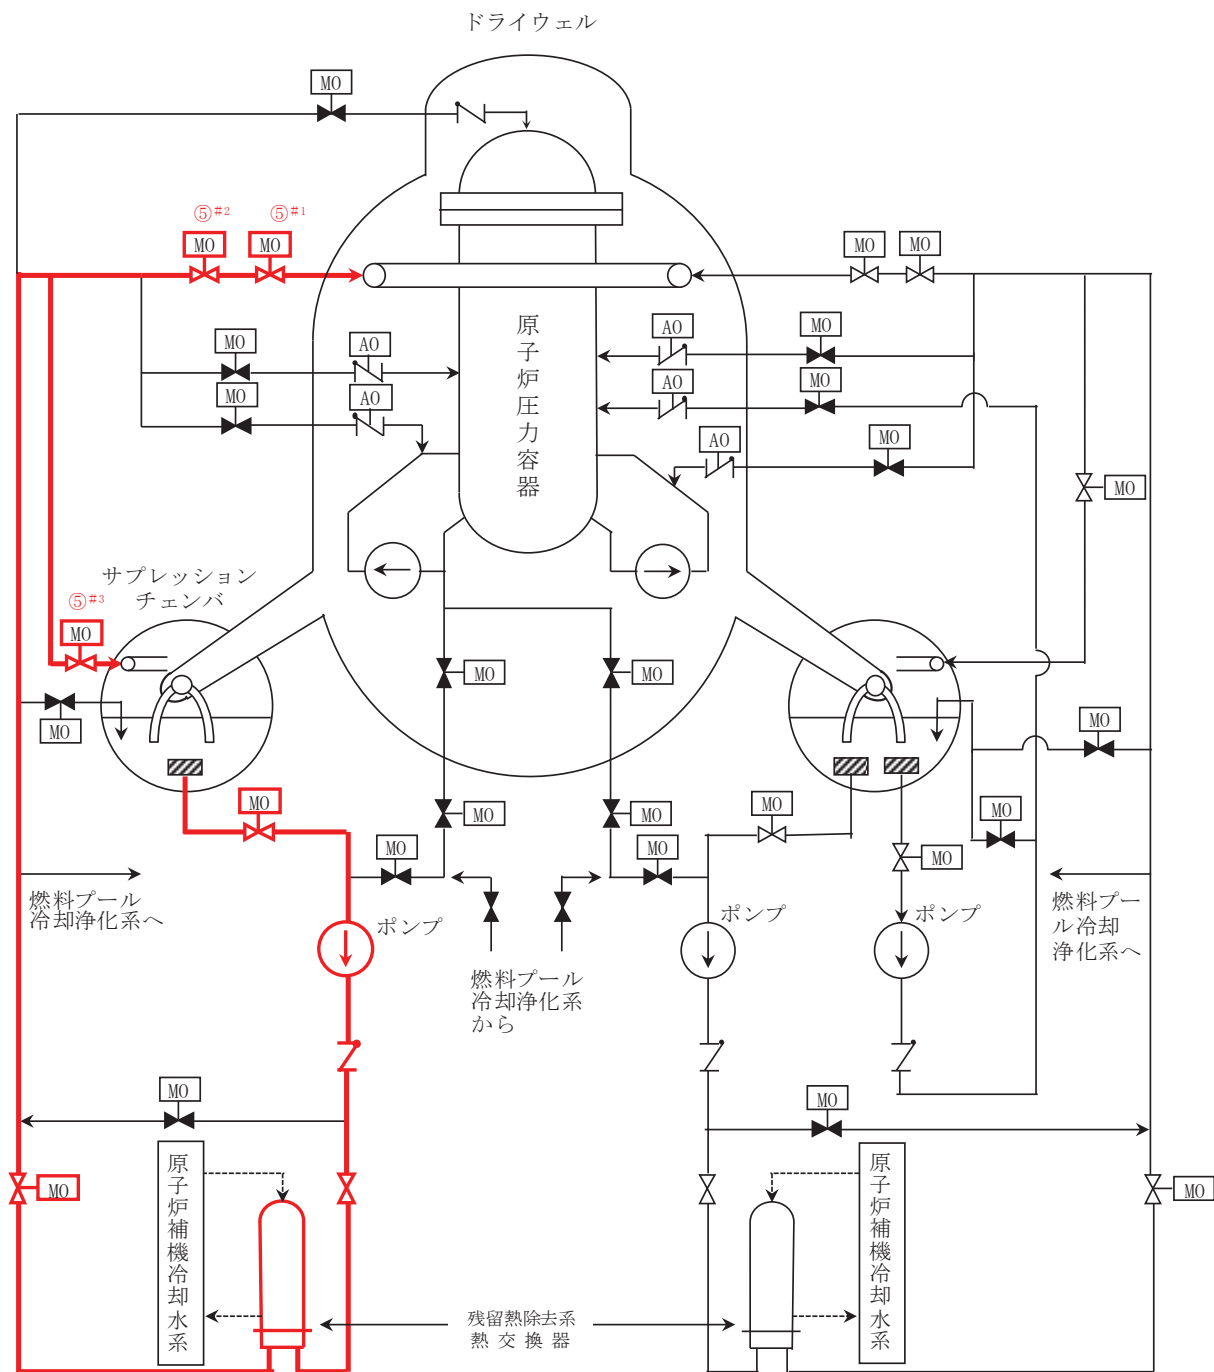 ドライウェル
MO
⑤#2
⑤#1
MO
MO
MO
MO
MO
AO
AO
MO
MO
AO
MO
AO
MO
AO
MO
MO
原子炉圧力容器
サプレッション
チェンバ
⑤#3
MO
MO
MO
MO
MO
MO
MO
MO
MO
MO
MO
MO
MO
MO
燃料プール
冷却浄化系へ
ポンプ
燃料プール
冷却浄化系
から
ポンプ
ポンプ
燃料プー
ル冷却
浄化系へ
MO
MO
MO
MO
原子炉補機冷却水系
原子炉補機冷却水系
残留熱除去系
熱交換器